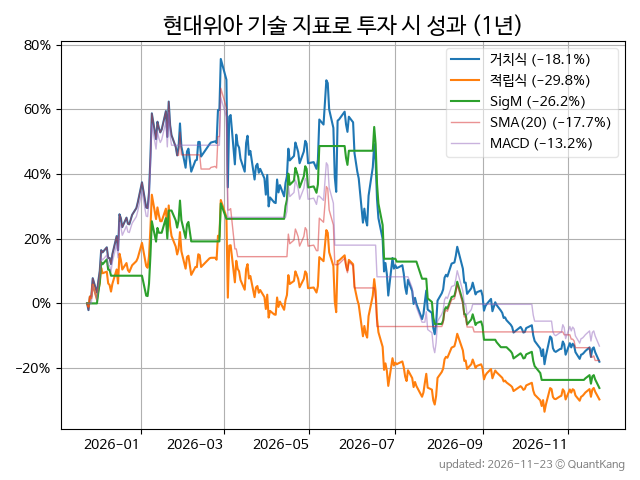 현대위아 기술 지표로 투자 시 성과 (1년)
80%
60%
40%
20%
0%
−20%
거치식 (−18.1%)
적립식 (−29.8%)
SigM (−26.2%)
SMA(20) (−17.7%)
MACD (−13.2%)
2026-01
2026-03
2026-05
2026-07
2026-09
2026-11
updated: 2026-11-23 © QuantKang